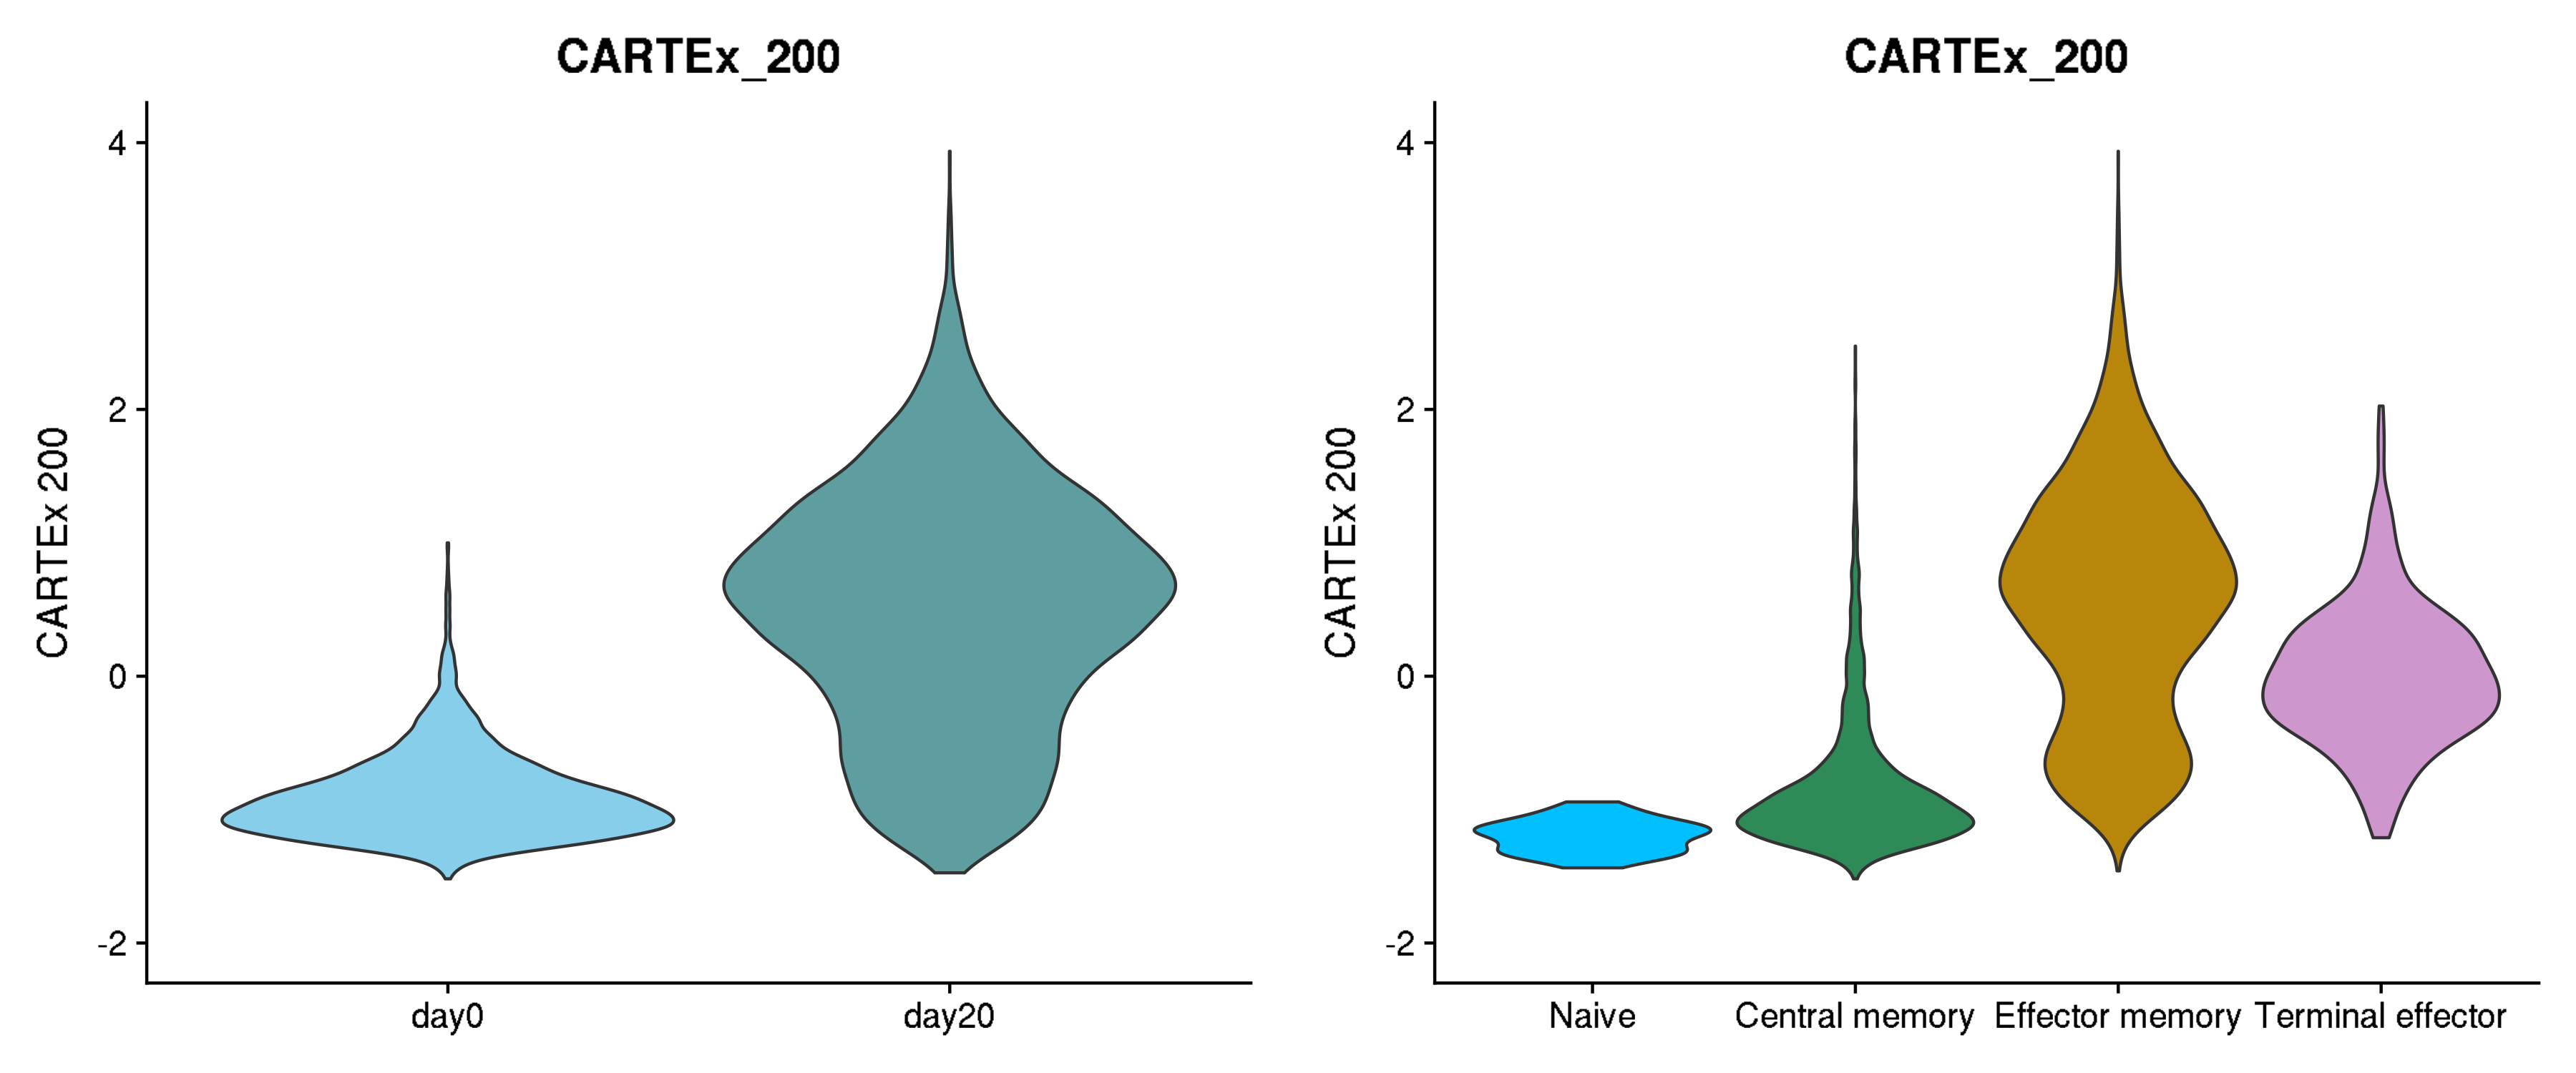 CARTEx_200
CARTEx 200
4
2
0
-2
day0 day20
CARTEx_200
CARTEx 200
4
2
0
-2
Naive Central memory Effector memory Terminal effector